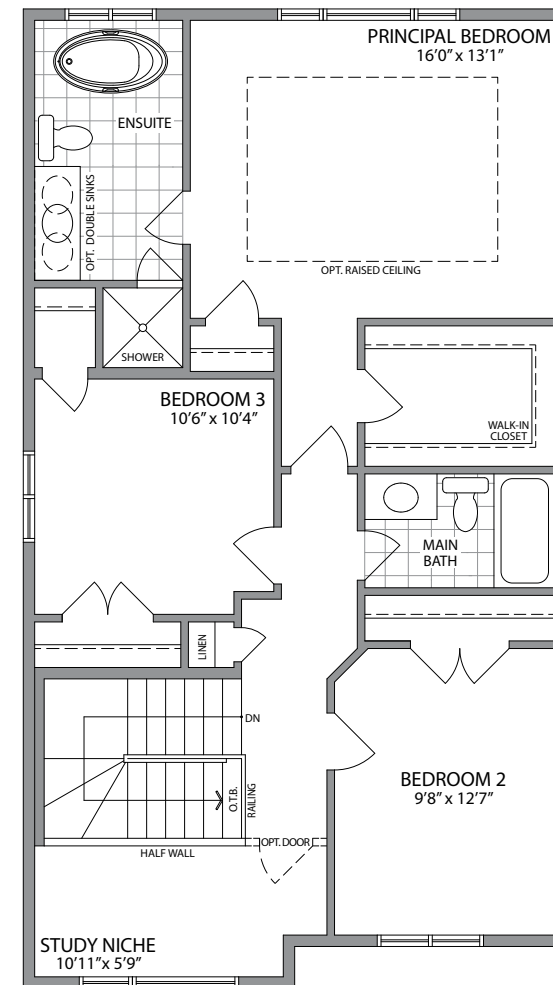 PRINCIPAL BEDROOM
16'0" x 13'1"
ENSUITE
OPT. DOUBLE SINKS
OPT. RAISED CEILING
SHOWER
BEDROOM 3
10'6" x 10'4"
WALK-IN
CLOSET
MAIN
BATH
LINEN
DN
O.T.B.
RAILING
BEDROOM 2
9'8" x 12'7"
OPT. DOOR
HALF WALL
STUDY NICHE
10'11" x 5'9"